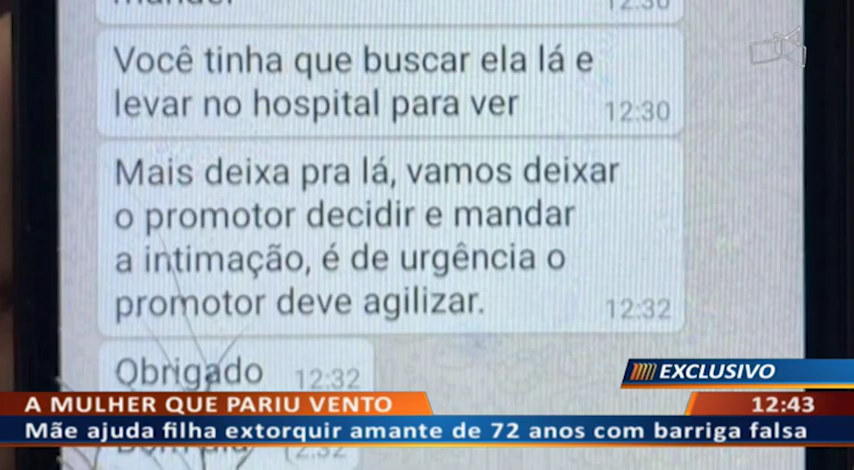 12:30
Você tinha que buscar ela lá e
levar no hospital para ver 12:30
Mais deixa pra lá, vamos deixar
o promotor decidir e mandar
a intimação, é de urgência o
promotor deve agilizar. 12:32
Obrigado 12:32
EXCLUSIVO
A MULHER QUE PARIU VENTO 12:43
Mãe ajuda filha extorquir amante de 72 anos com barriga falsa